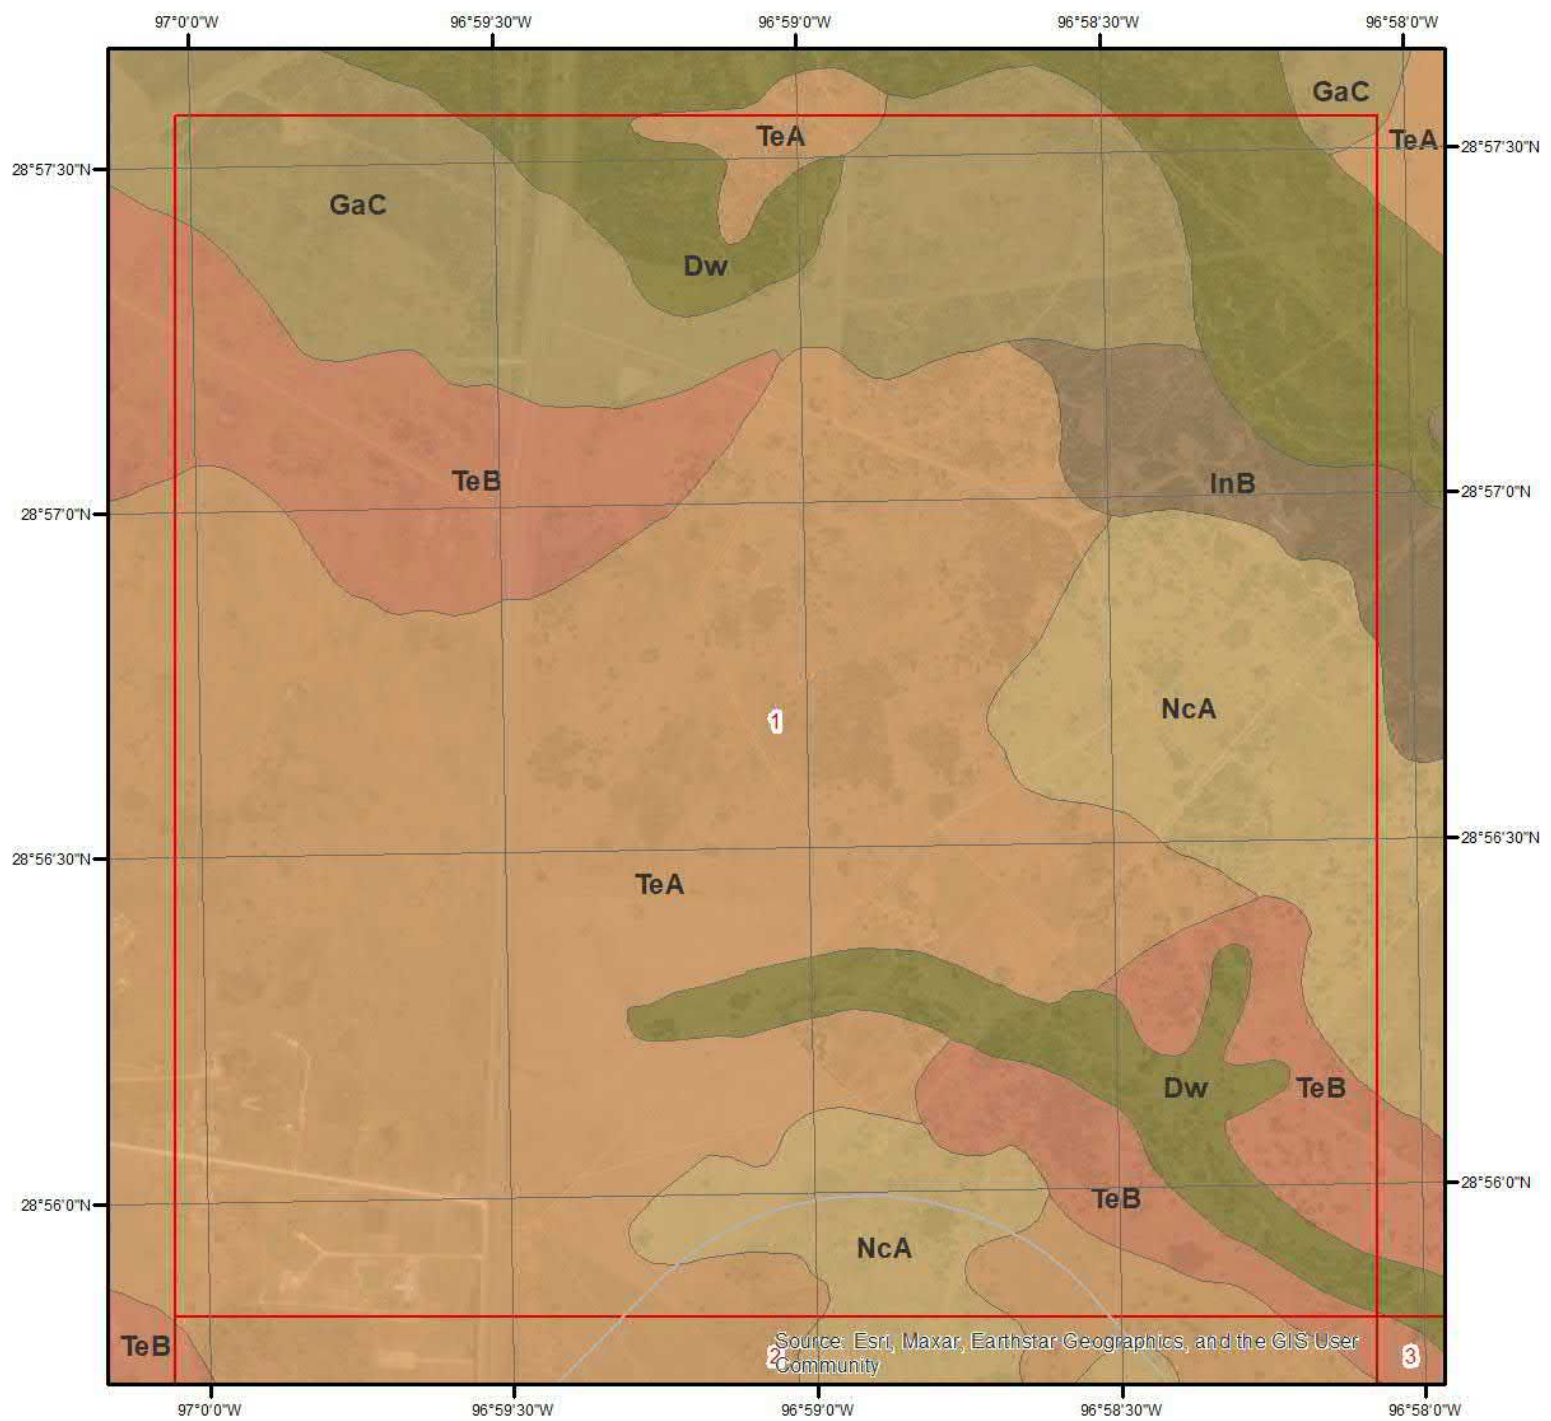 97°0'0"W 96°59'30"W 96°59'0"W 96°58'30"W 96°58'0"W
GaC
TeA
TeA
28°57'30"N
28°57'30"N
GaC
Dw
TeB
InB
28°57'0"N
28°57'0"N
NcA
1
28°56'30"N
28°56'30"N
TeA
Dw
TeB
TeB
28°56'0"N
28°56'0"N
NcA
TeB
2
3
Source: Esri, Maxar, Earthstar Geographics, and the GIS User
Community
97°0'0"W 96°59'30"W 96°59'0"W 96°58'30"W 96°58'0"W